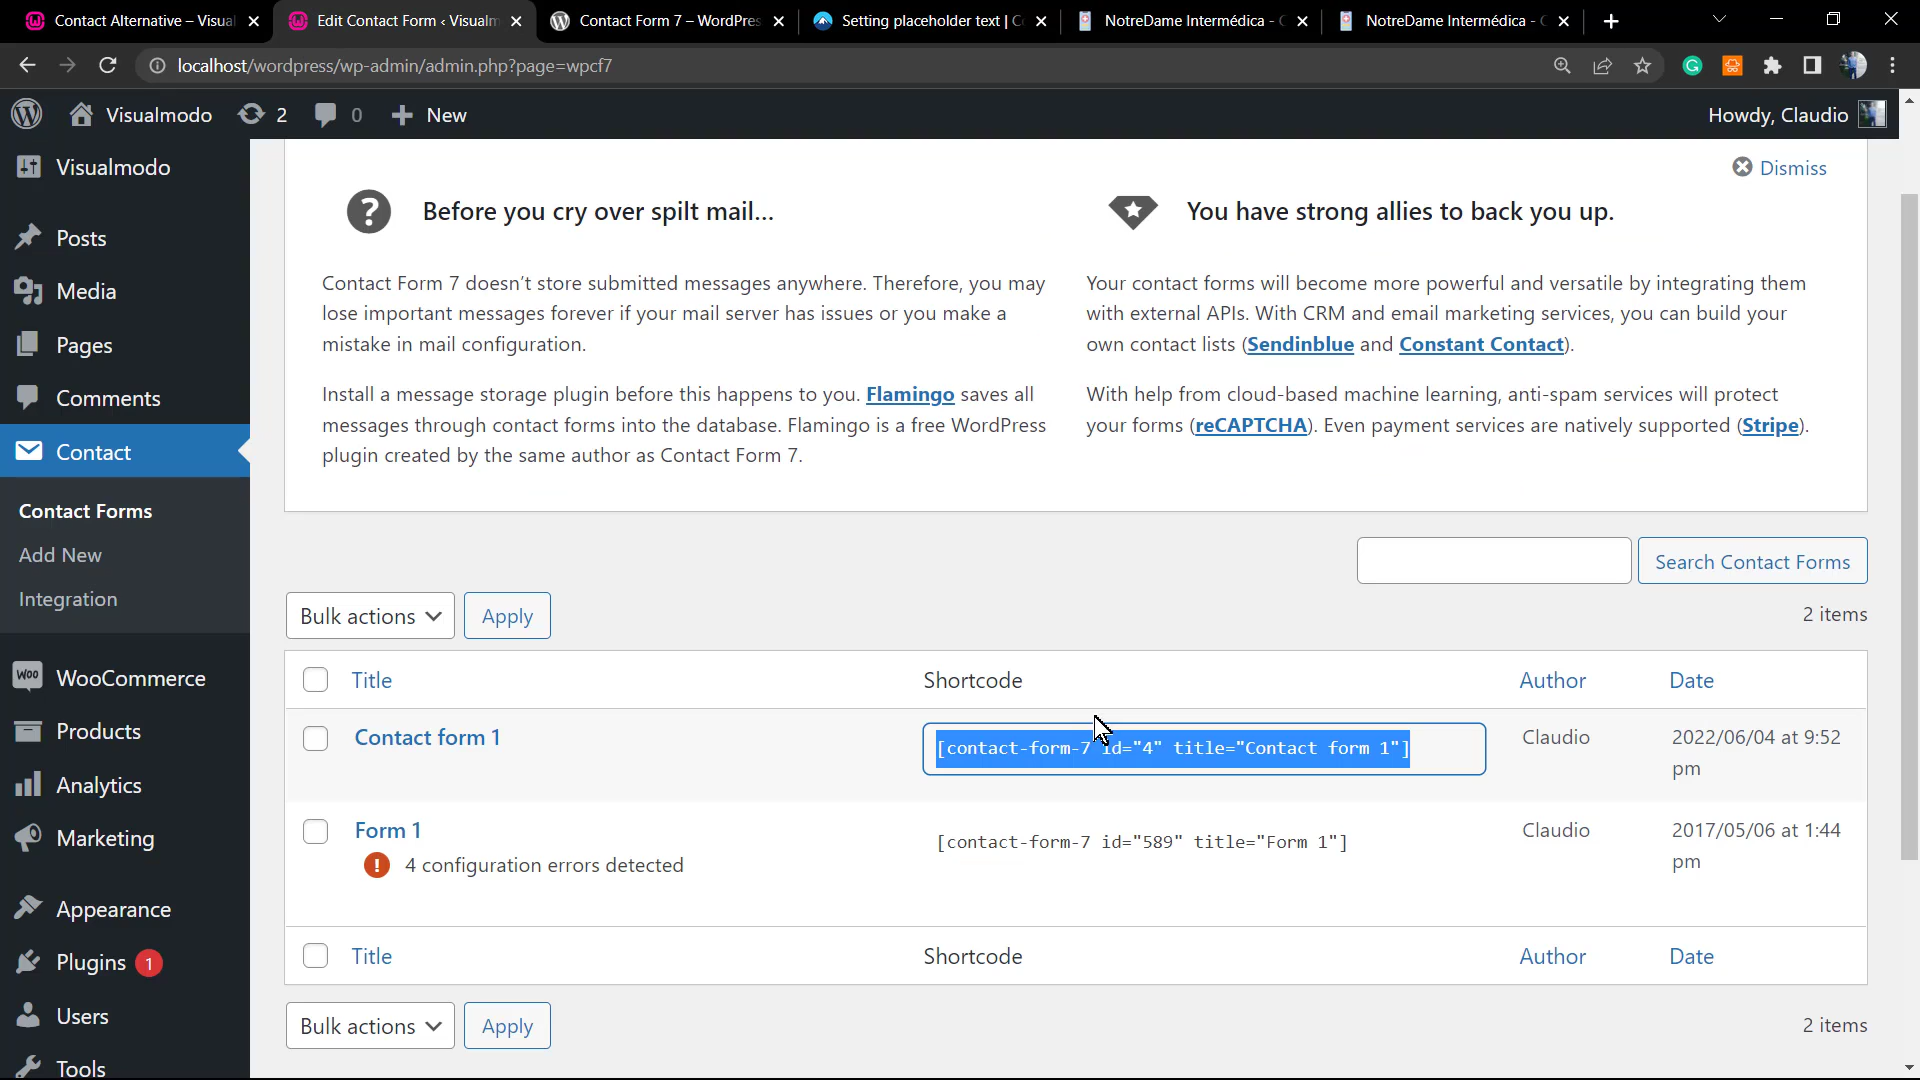 Contact Alternative – Visual
Edit Contact Form ‹ Visualm
Contact Form 7 – WordPres
Setting placeholder text | C
NotreDame Intermédica - C
NotreDame Intermédica - C
localhost/wordpress/wp-admin/admin.php?page=wpcf7
Visualmodo
2
0
New
Howdy, Claudio
Visualmodo
Posts
Media
Pages
Comments
Contact
Contact Forms
Add New
Integration
WooCommerce
Products
Analytics
Marketing
Appearance
Plugins 1
Users
Tools
Dismiss
Before you cry over spilt mail…
Contact Form 7 doesn’t store submitted messages anywhere. Therefore, you may
lose important messages forever if your mail server has issues or you make a
mistake in mail configuration.
Install a message storage plugin before this happens to you. Flamingo saves all
messages through contact forms into the database. Flamingo is a free WordPress
plugin created by the same author as Contact Form 7.
You have strong allies to back you up.
Your contact forms will become more powerful and versatile by integrating them
with external APIs. With CRM and email marketing services, you can build your
own contact lists (Sendinblue and Constant Contact).
With help from cloud-based machine learning, anti-spam services will protect
your forms (reCAPTCHA). Even payment services are natively supported (Stripe).
Search Contact Forms
Bulk actions
Apply
2 items
Title Shortcode Author Date
Contact form 1 [contact-form-7 id="4" title="Contact form 1"] Claudio 2022/06/04 at 9:52
pm
Form 1 [contact-form-7 id="589" title="Form 1"] Claudio 2017/05/06 at 1:44
pm
! 4 configuration errors detected
Title Shortcode Author Date
Bulk actions
Apply
2 items